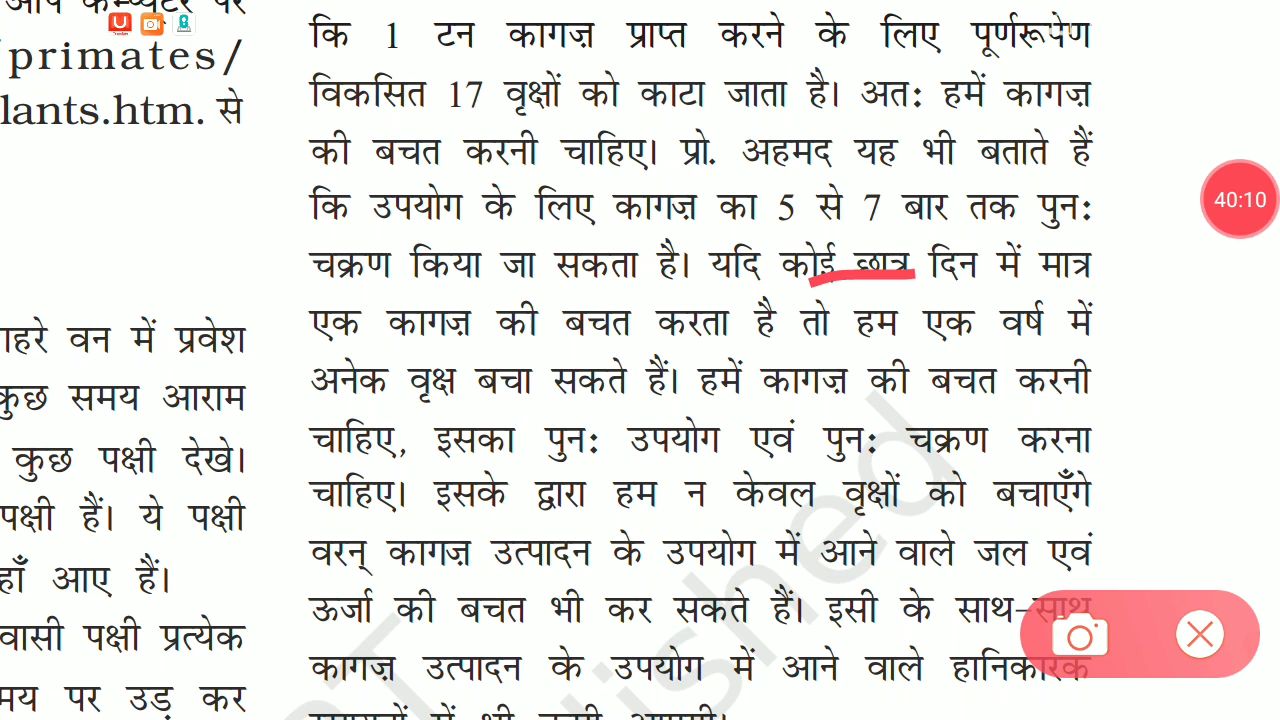 आप कम्प्यूटर पर
primates/
lants.htm. से
वन में प्रवेश
कुछ समय आराम
कुछ पक्षी देखे।
पक्षी हैं। ये पक्षी
आए हैं।
पक्षी प्रत्येक
पर उड़ कर
कि 1 टन कागज़ प्राप्त करने के लिए पूर्णरूपेण
विकसित 17 वृक्षों को काटा जाता है। अतः हमें कागज़
की बचत करनी चाहिए। प्रो. अहमद यह भी बताते हैं
कि उपयोग के लिए कागज़ का 5 से 7 बार तक पुनः
चक्रण किया जा सकता है। यदि कोई छात्र दिन में मात्र
एक कागज़ की बचत करता है तो हम एक वर्ष में
अनेक वृक्ष बचा सकते हैं। हमें कागज़ की बचत करनी
चाहिए, इसका पुनः उपयोग एवं पुनः चक्रण करना
चाहिए। इसके द्वारा हम न केवल वृक्षों को बचाएँगे
वरन् कागज़ उत्पादन के उपयोग में आने वाले जल एवं
ऊर्जा की बचत भी कर सकते हैं। इसी के साथ-साथ
कागज़ उत्पादन के उपयोग में आने वाले हानिकारक
40:10